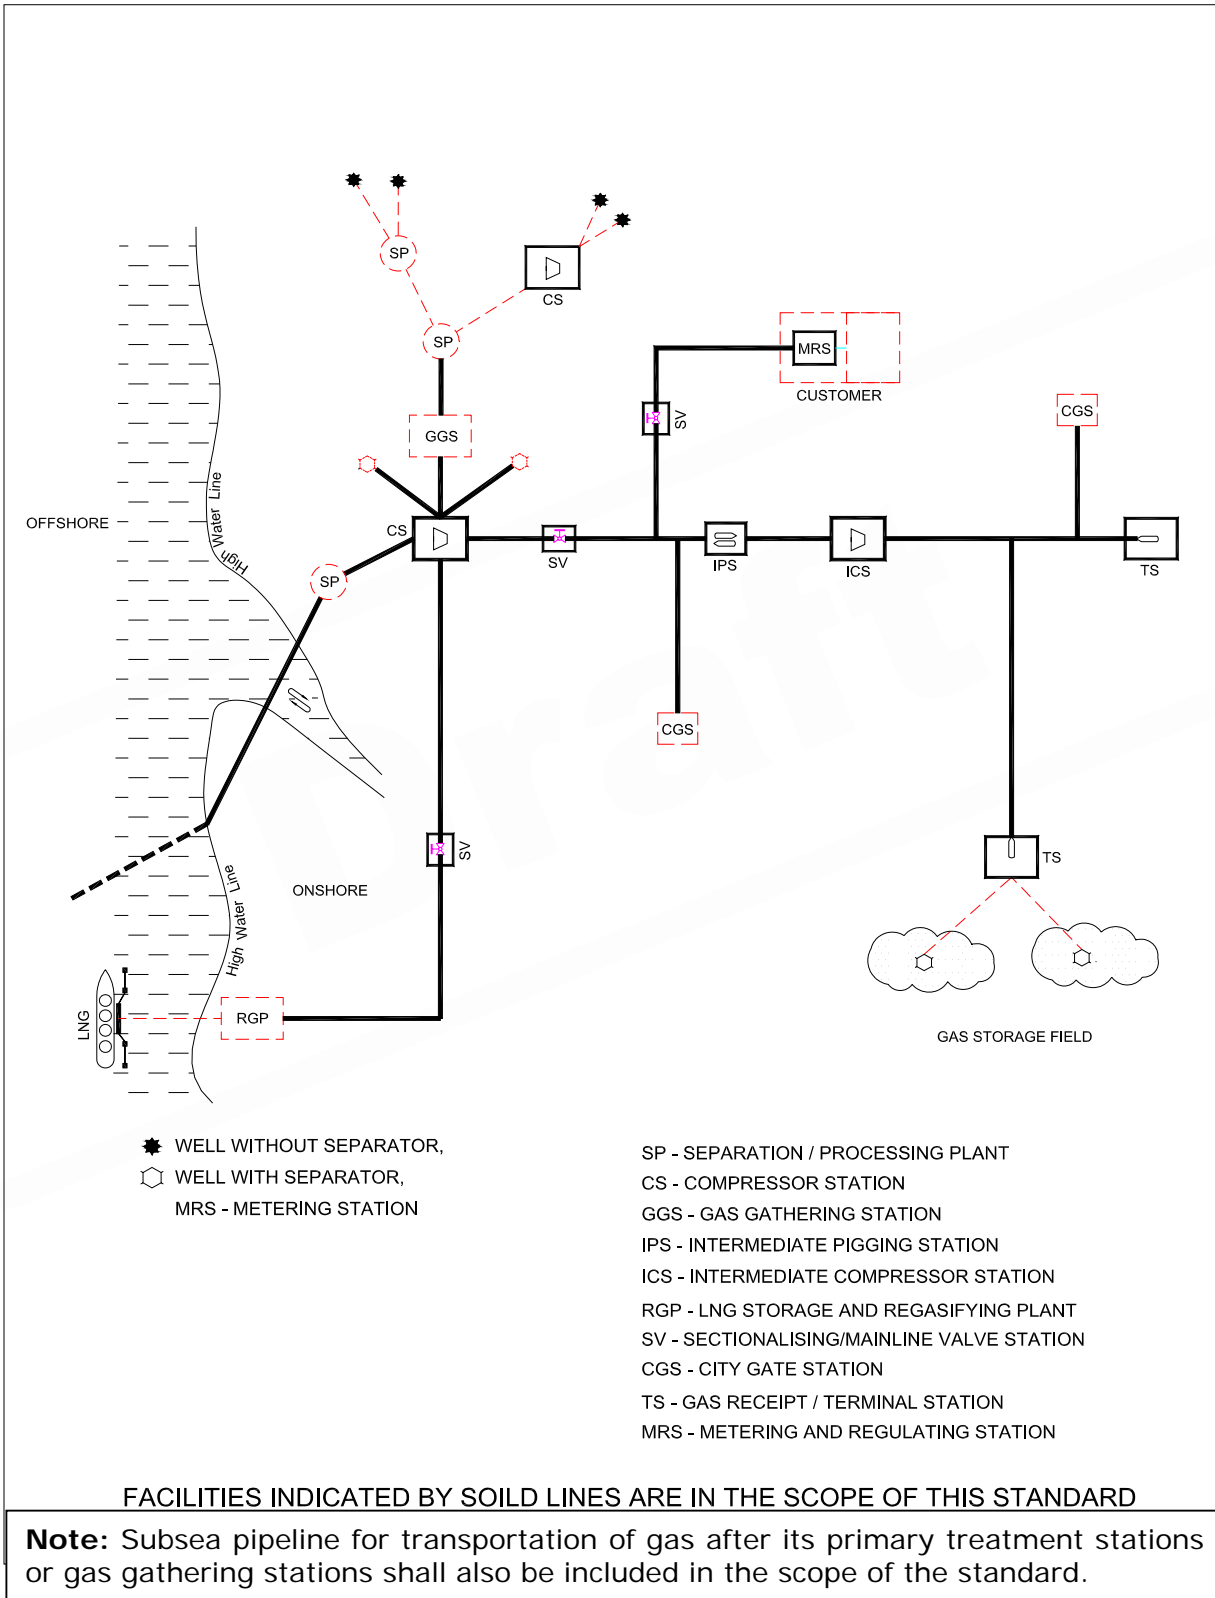 SP
CS
SP
MRS
CUSTOMER
SV
CGS
GGS
High Water Line
OFFSHORE
CS
SV
IPS
ICS
TS
SP
CGS
SV
TS
ONSHORE
High Water Line
LNG
RGP
GAS STORAGE FIELD
WELL WITHOUT SEPARATOR,
WELL WITH SEPARATOR,
MRS - METERING STATION
SP - SEPARATION / PROCESSING PLANT
CS - COMPRESSOR STATION
GGS - GAS GATHERING STATION
IPS - INTERMEDIATE PIGGING STATION
ICS - INTERMEDIATE COMPRESSOR STATION
RGP - LNG STORAGE AND REGASIFYING PLANT
SV - SECTIONALISING/MAINLINE VALVE STATION
CGS - CITY GATE STATION
TS - GAS RECEIPT / TERMINAL STATION
MRS - METERING AND REGULATING STATION
FACILITIES INDICATED BY SOILD LINES ARE IN THE SCOPE OF THIS STANDARD
Note: Subsea pipeline for transportation of gas after its primary treatment stations
or gas gathering stations shall also be included in the scope of the standard.
Draft